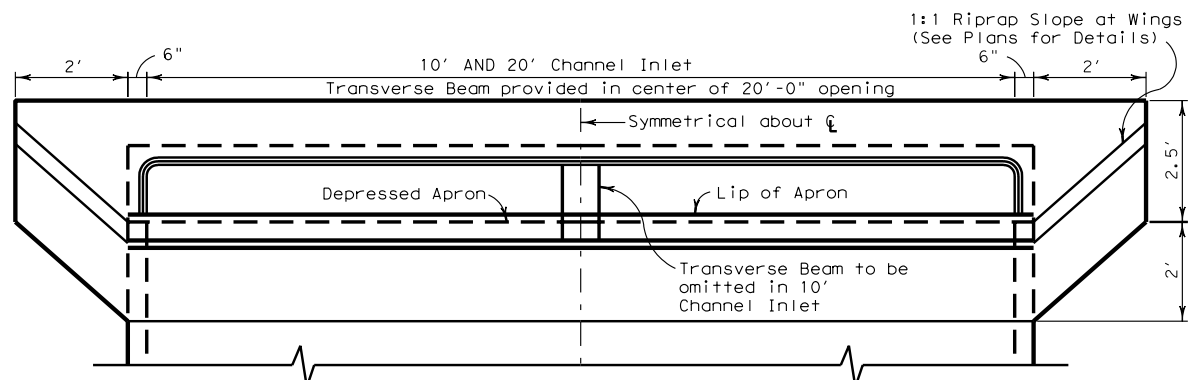 1:1 Riprap Slope at Wings
(See Plans for Details)
2'
6"
10' AND 20' Channel Inlet
6"
2'
Transverse Beam provided in center of 20'-0" opening
Symmetrical about ℄
2.5'
Depressed Apron
Lip of Apron
2'
Transverse Beam to be
omitted in 10'
Channel Inlet